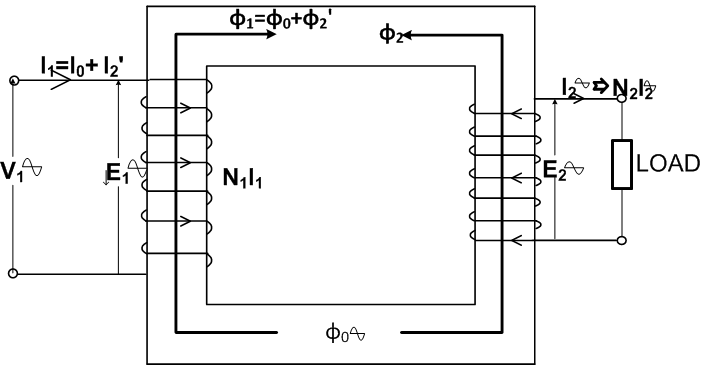 ϕ₁=ϕ₀+ϕ₂'
ϕ₂
I₁=I₀+ I₂'
I₂ ⇨ N₂I₂
V₁
E₁
N₁I₁
E₂
LOAD
ϕ₀